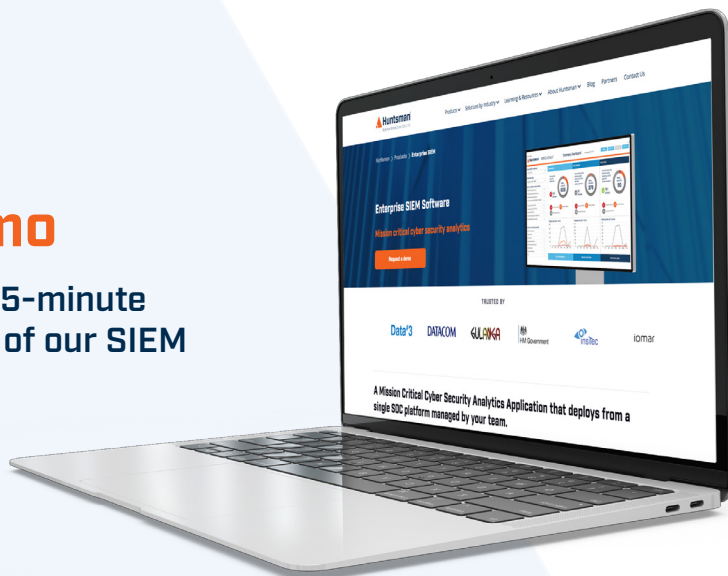 mo
5-minute
of our SIEM
Huntsman
Products Solutions by Industry Learning & Resources About Huntsman Blog Partners Contact Us
Huntsman > Products > Enterprise SIEM
Enterprise SIEM Software
Mission critical cyber security analytics
Request a demo
TRUSTED BY
Data#3 DATACOM GULANGA HM Government insitec iomar
A Mission Critical Cyber Security Analytics Application that deploys from a
single SOC platform managed by your team.